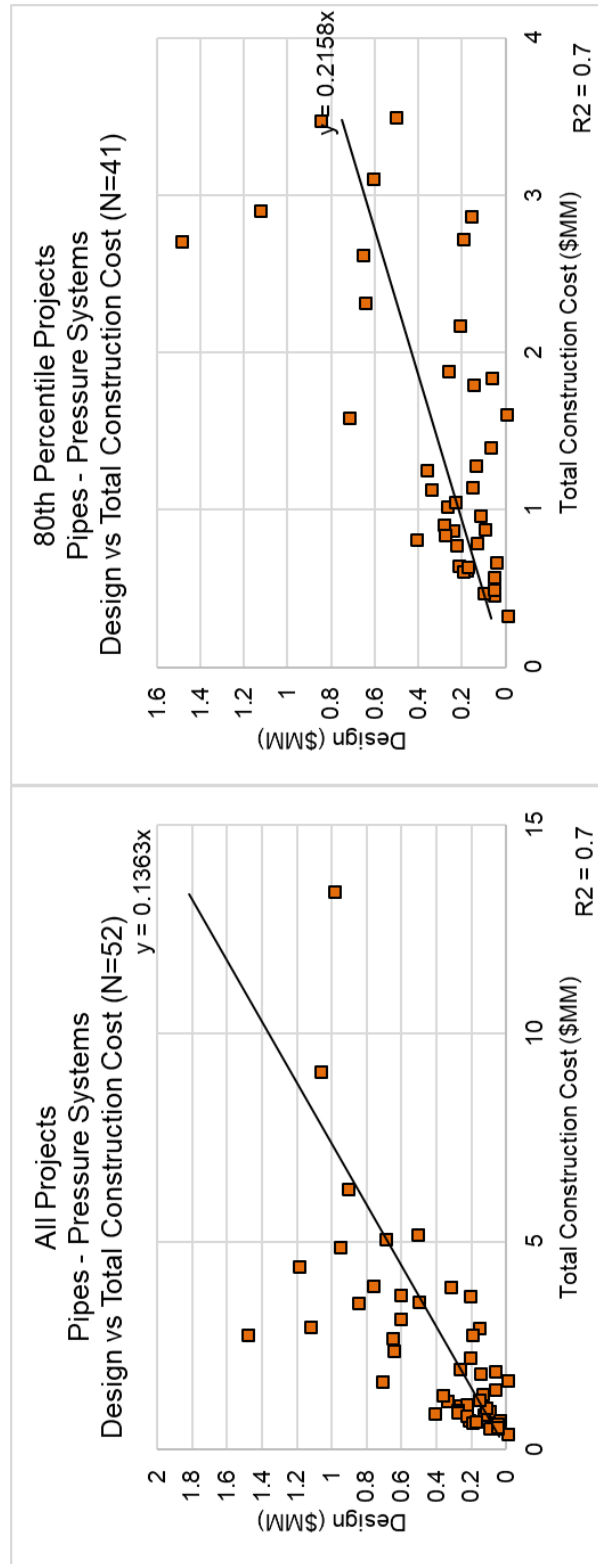 All Projects
Pipes - Pressure Systems
Design vs Total Construction Cost (N=52)
y = 0.1363x
2
1.8
1.6
1.4
1.2
1
0.8
0.6
0.4
0.2
0
Design ($MM)
0
5
10
15
Total Construction Cost ($MM)
R2 = 0.7
80th Percentile Projects
Pipes - Pressure Systems
Design vs Total Construction Cost (N=41)
y = 0.2158x
1.6
1.4
1.2
1
0.8
0.6
0.4
0.2
0
Design ($MM)
0
1
2
3
4
Total Construction Cost ($MM)
R2 = 0.7